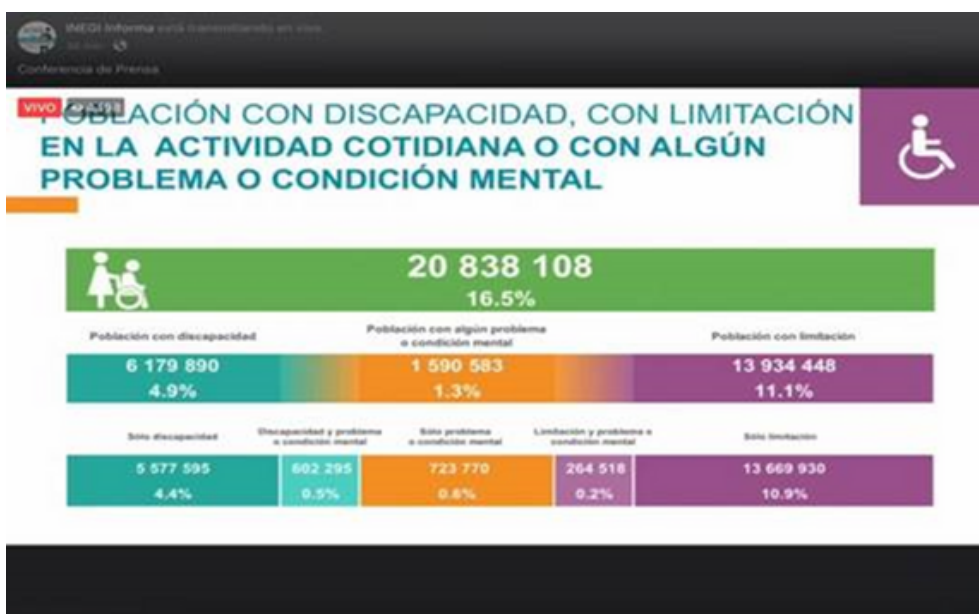 INEGI Informa está transmitiendo en vivo.
Conferencia de Prensa
VIVO
POBLACIÓN CON DISCAPACIDAD, CON LIMITACIÓN
EN LA ACTIVIDAD COTIDIANA O CON ALGÚN
PROBLEMA O CONDICIÓN MENTAL
20 838 108
16.5%
Población con discapacidad
Población con algún problema
o condición mental
Población con limitación
6 179 890
1 590 583
13 934 448
4.9%
1.3%
11.1%
Sólo discapacidad
Discapacidad y problema
o condición mental
Sólo problema
o condición mental
Limitación y problema o
condición mental
Sólo limitación
5 577 595
602 295
723 770
264 518
13 669 930
4.4%
0.5%
0.6%
0.2%
10.9%